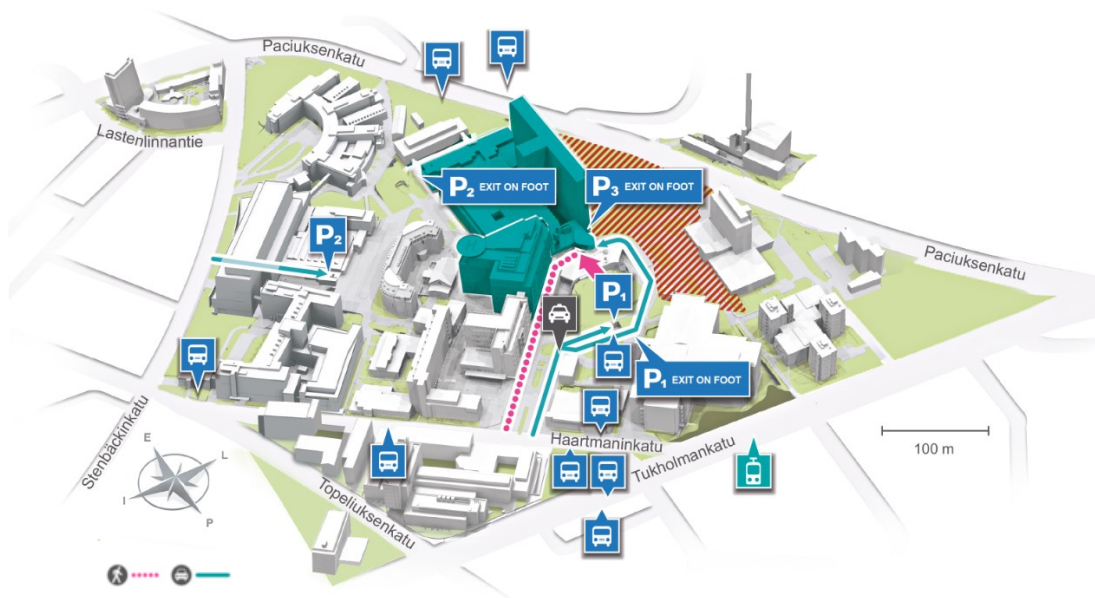 Paciuksenkatu
Lastenlinnantie
P2 EXIT ON FOOT
P3 EXIT ON FOOT
P2
Paciuksenkatu
H
P1
P1 EXIT ON FOOT
Haartmaninkatu
Tukholmankatu
100 m
Stenbäckinkatu
Topeliuksenkatu
E
L
I
P